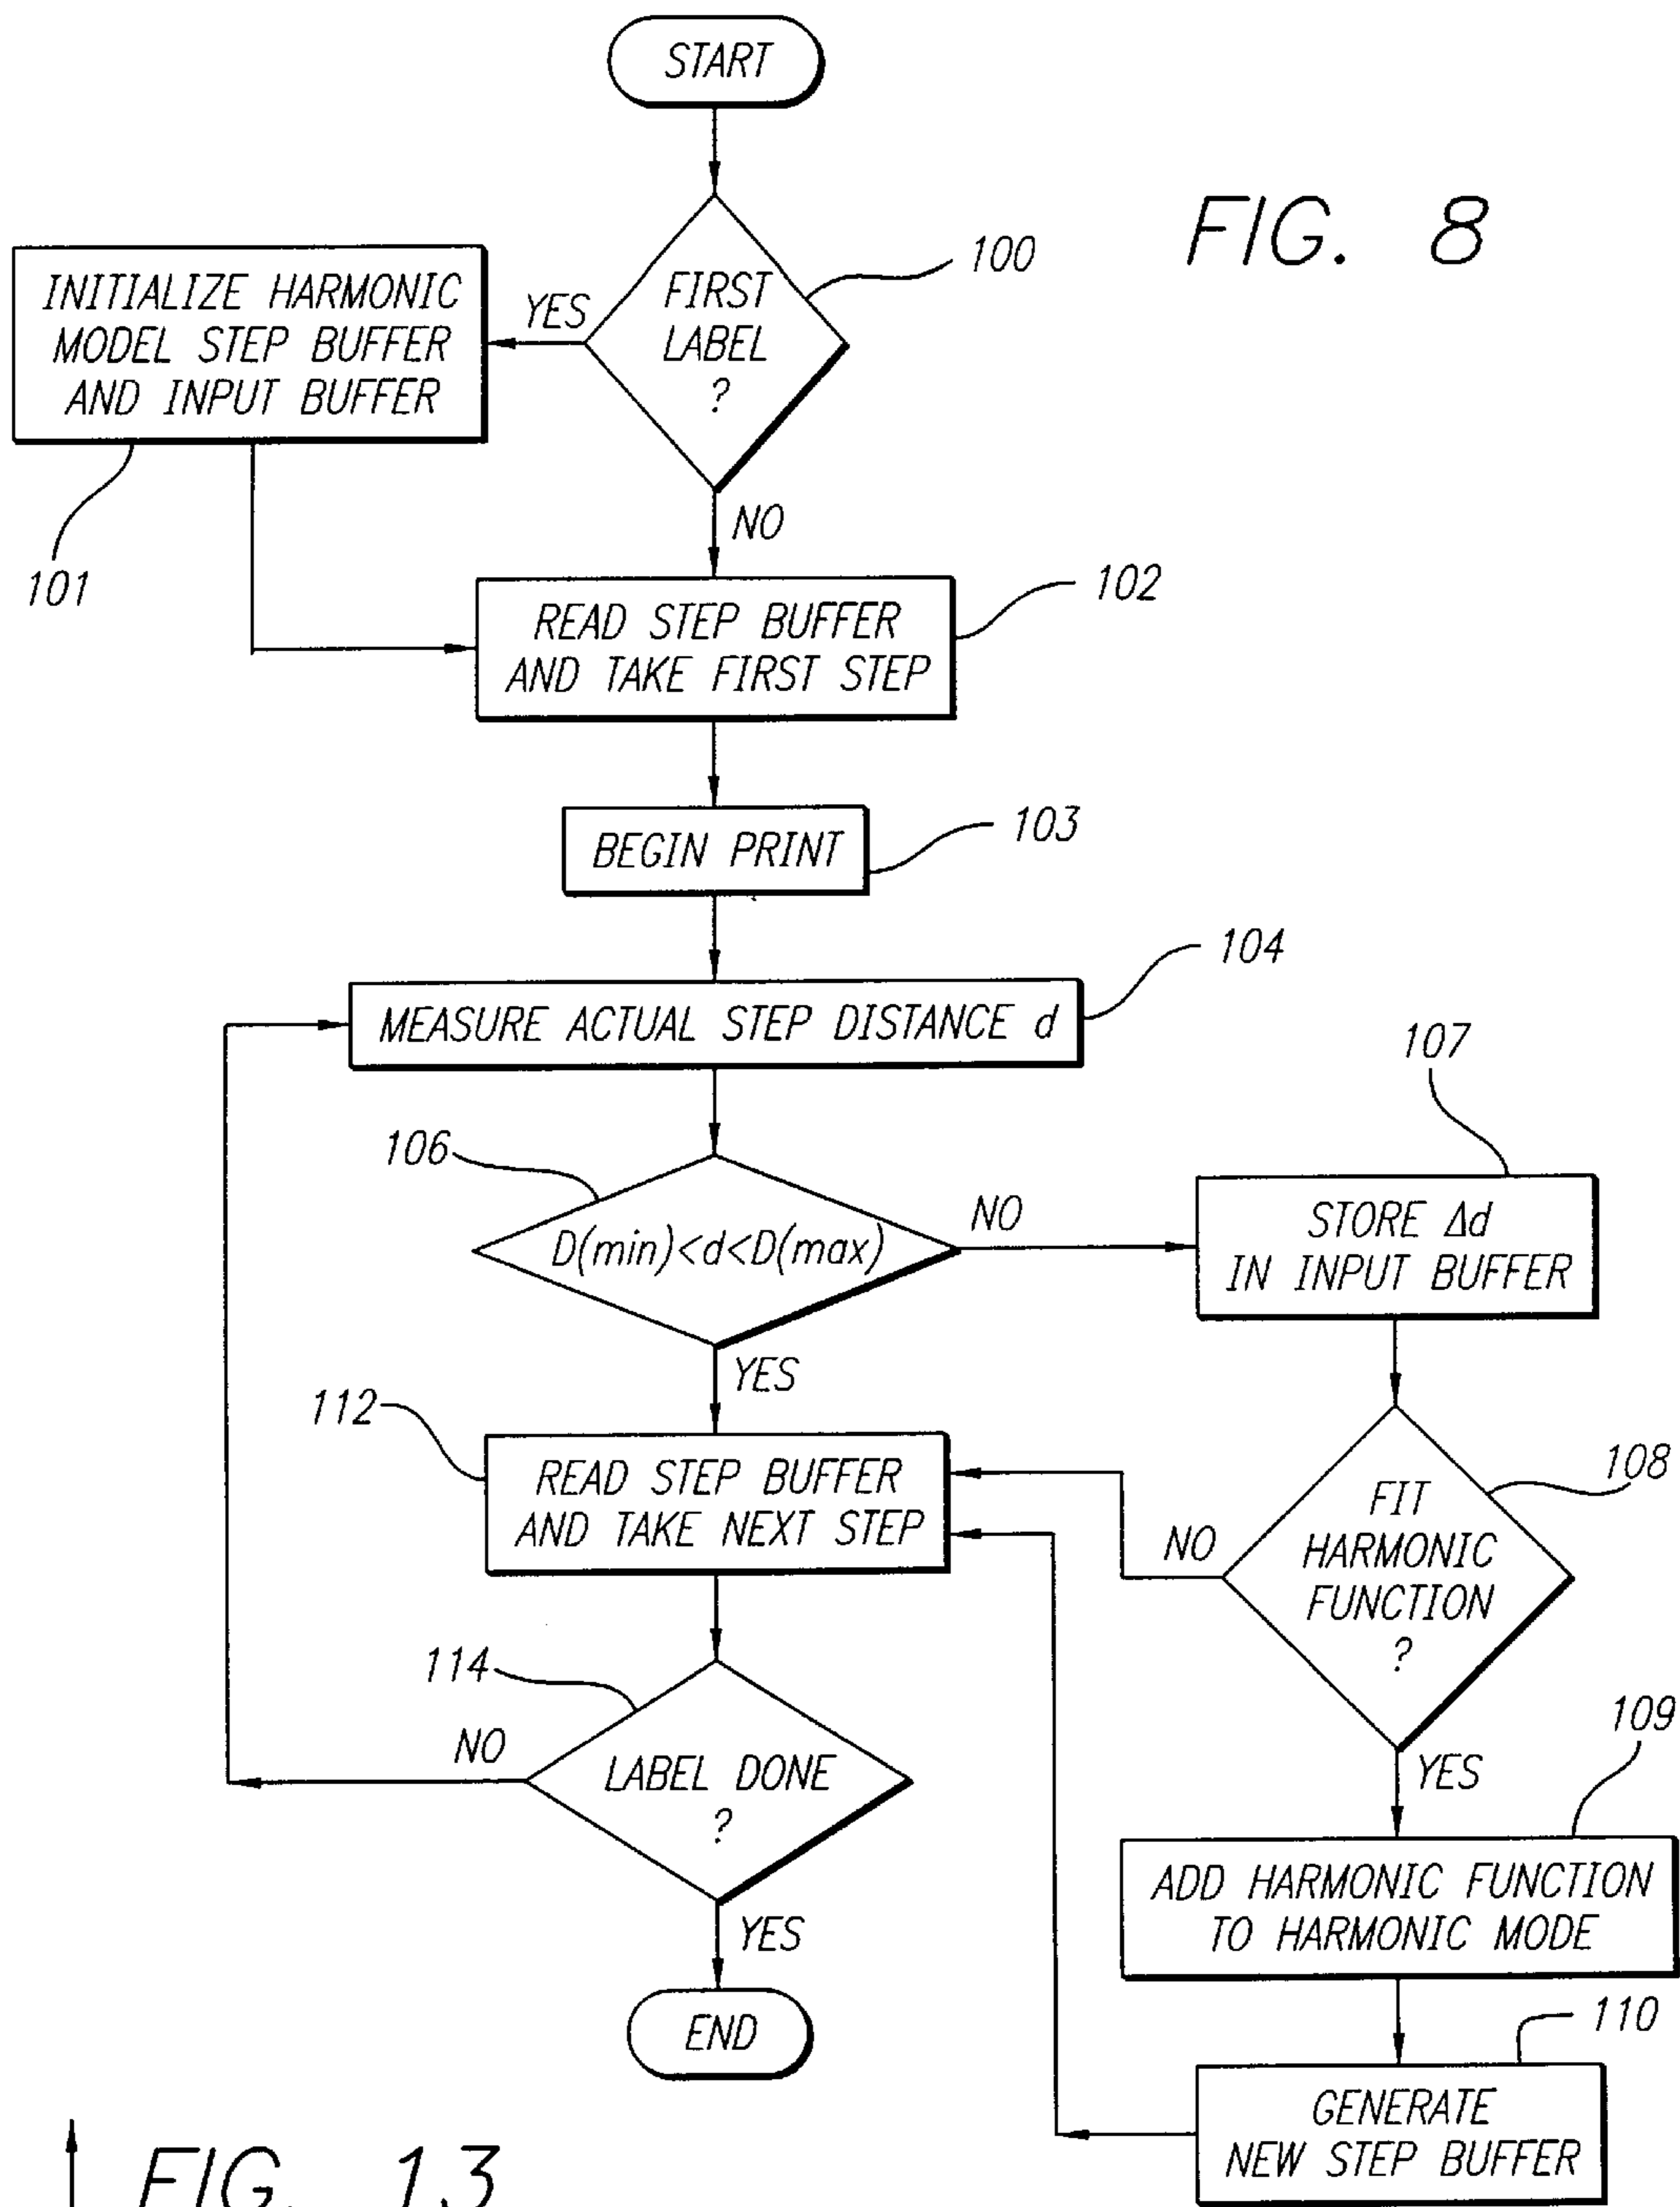 START
FIG. 8
100
FIRST
LABEL
?
YES
INITIALIZE HARMONIC
MODEL STEP BUFFER
AND INPUT BUFFER
101
NO
READ STEP BUFFER
AND TAKE FIRST STEP
102
BEGIN PRINT
103
MEASURE ACTUAL STEP DISTANCE d
104
106
D(min)<d<D(max)
NO
107
STORE Δd
IN INPUT BUFFER
YES
112
READ STEP BUFFER
AND TAKE NEXT STEP
108
FIT
HARMONIC
FUNCTION
?
NO
114
LABEL DONE
?
NO
YES
END
YES
109
ADD HARMONIC FUNCTION
TO HARMONIC MODE
110
GENERATE
NEW STEP BUFFER
FIG. 13